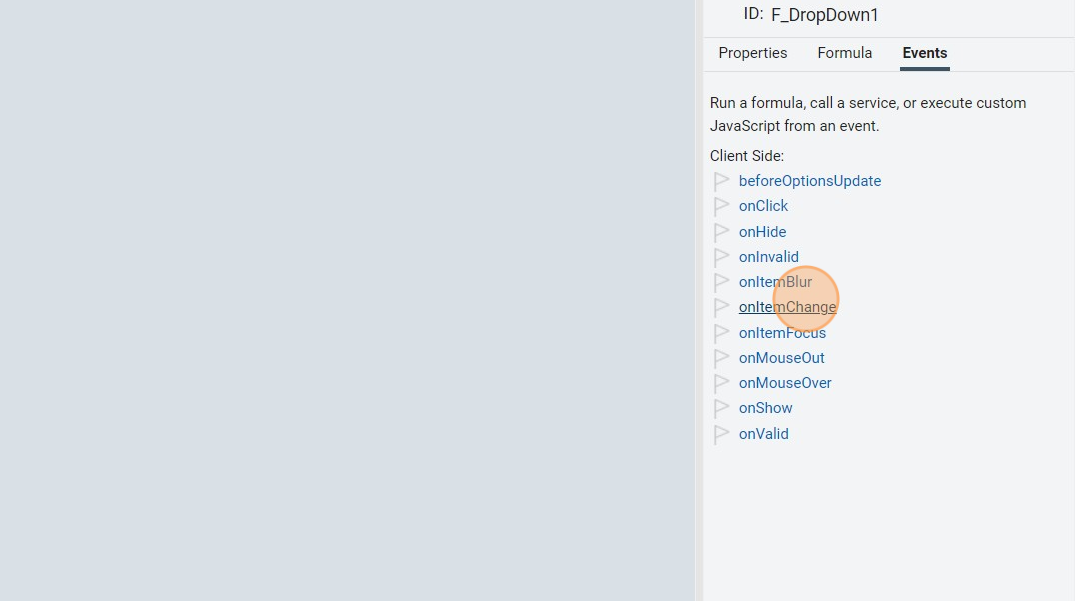 ID: F_DropDown1
Properties Formula Events
Run a formula, call a service, or execute custom
JavaScript from an event.
Client Side:
beforeOptionsUpdate
onClick
onHide
onInvalid
onItemBlur
onItemChange
onItemFocus
onMouseOut
onMouseOver
onShow
onValid